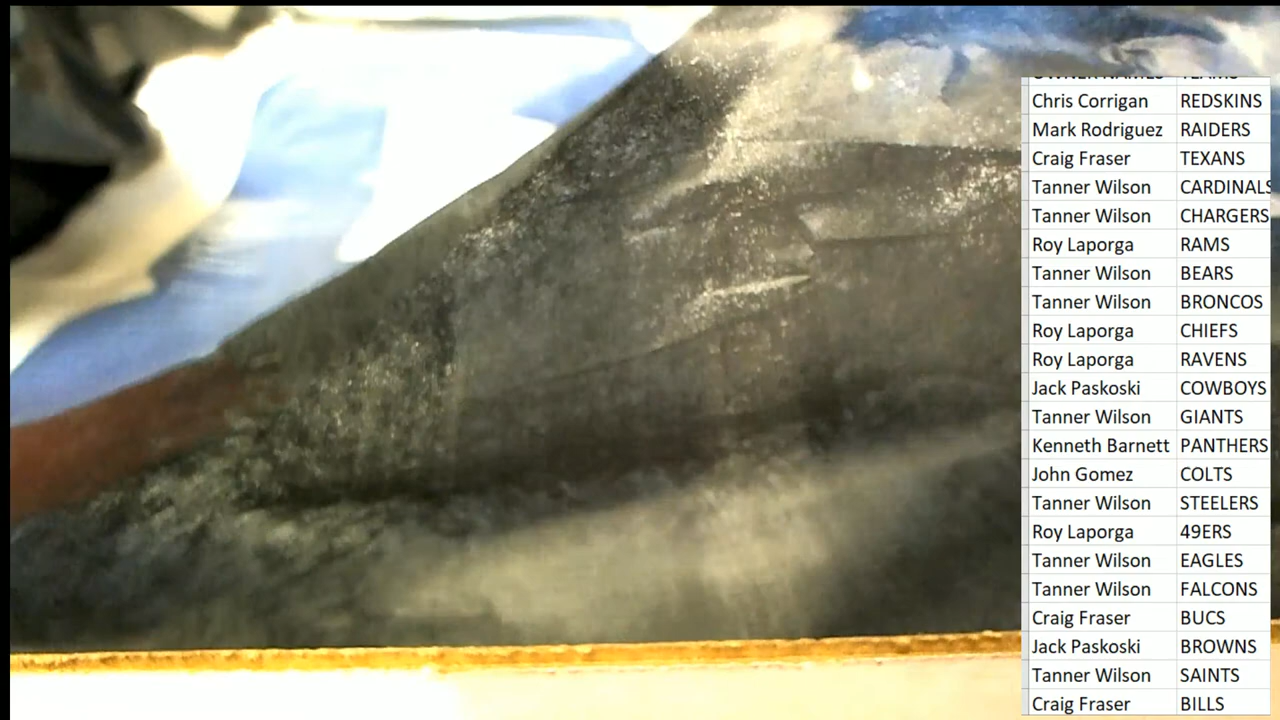 OWNER NAMES TEAMS
Chris Corrigan REDSKINS
Mark Rodriguez RAIDERS
Craig Fraser TEXANS
Tanner Wilson CARDINALS
Tanner Wilson CHARGERS
Roy Laporga RAMS
Tanner Wilson BEARS
Tanner Wilson BRONCOS
Roy Laporga CHIEFS
Roy Laporga RAVENS
Jack Paskoski COWBOYS
Tanner Wilson GIANTS
Kenneth Barnett PANTHERS
John Gomez COLTS
Tanner Wilson STEELERS
Roy Laporga 49ERS
Tanner Wilson EAGLES
Tanner Wilson FALCONS
Craig Fraser BUCS
Jack Paskoski BROWNS
Tanner Wilson SAINTS
Craig Fraser BILLS